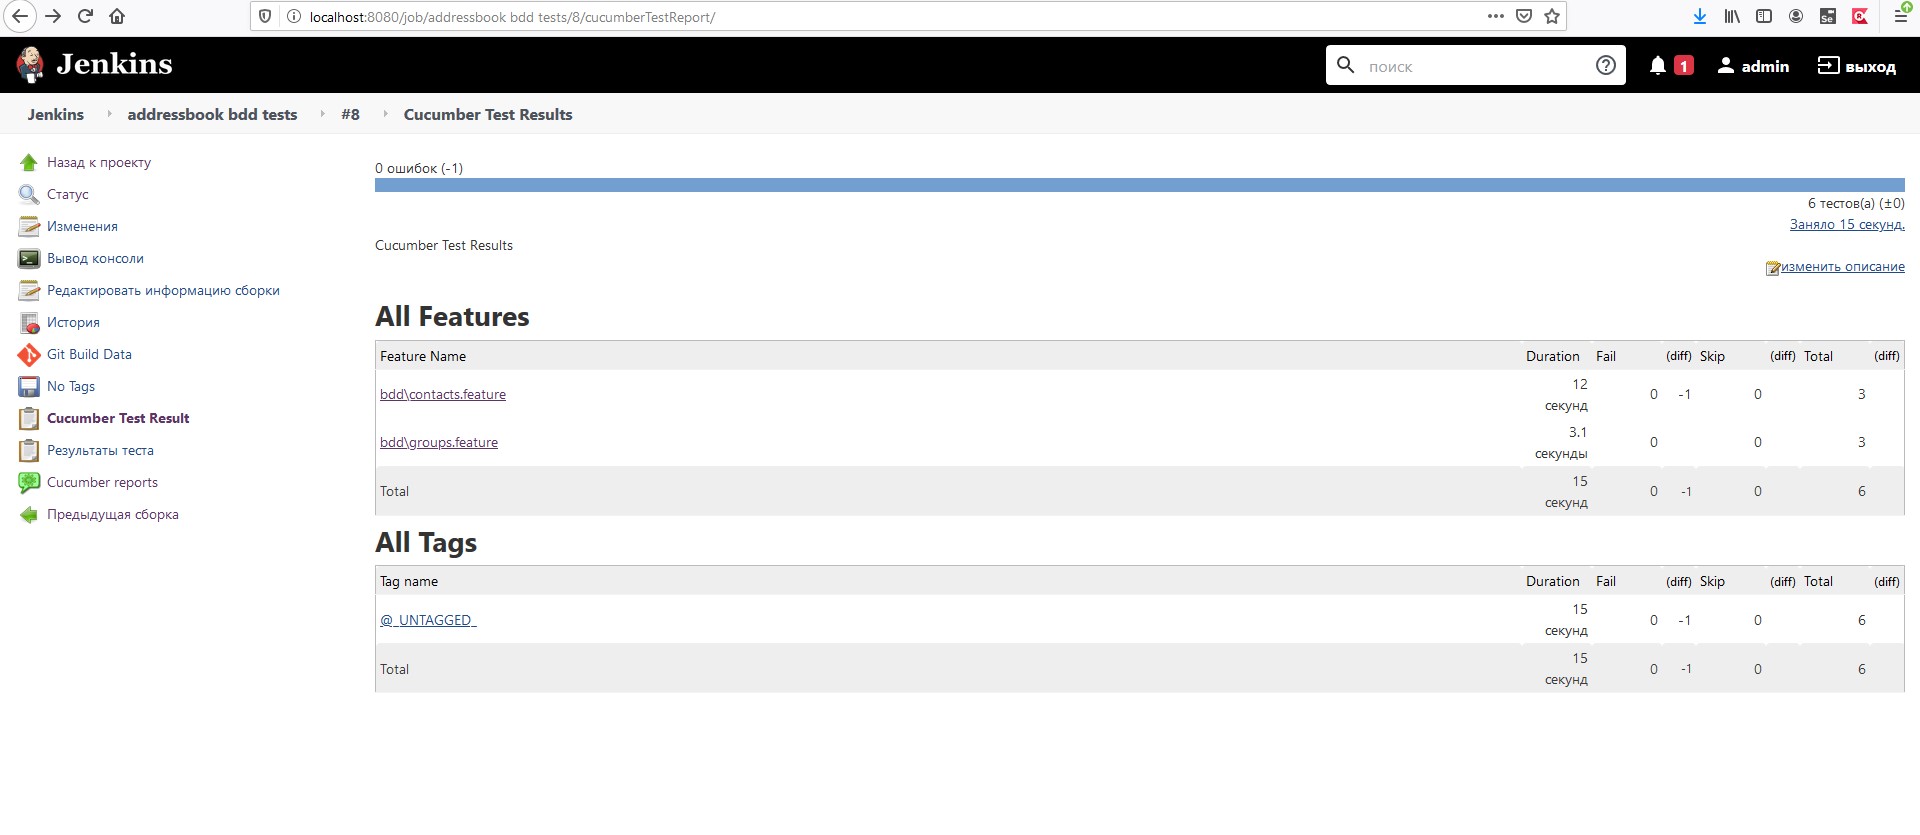 localhost:8080/job/addressbook bdd tests/8/cucumberTestReport/
Jenkins
поиск
1
admin
выход
Jenkins
addressbook bdd tests
#8
Cucumber Test Results
Назад к проекту
Статус
Изменения
Вывод консоли
Редактировать информацию сборки
История
Git Build Data
No Tags
Cucumber Test Result
Результаты теста
Cucumber reports
Предыдущая сборка
0 ошибок (-1)
6 тестов(а) (±0)
Заняло 15 секунд.
Cucumber Test Results
изменить описание
All Features
Feature Name Duration Fail (diff) Skip (diff) Total (diff)
bdd\contacts.feature 12 секунд 0 -1 0 3
bdd\groups.feature 3.1 секунды 0 0 3
Total 15 секунд 0 -1 0 6
All Tags
Tag name Duration Fail (diff) Skip (diff) Total (diff)
@_UNTAGGED_ 15 секунд 0 -1 0 6
Total 15 секунд 0 -1 0 6